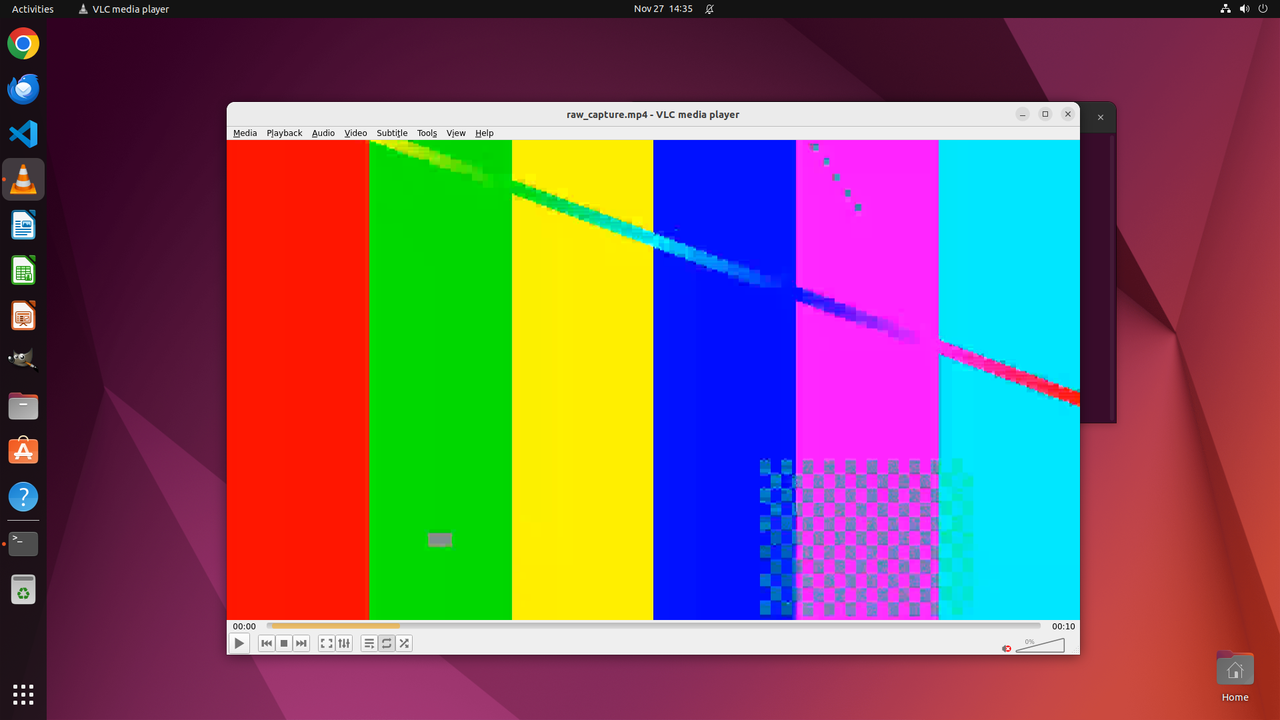 Activities
VLC media player
Nov 27 14:35
raw_capture.mp4 - VLC media player
Media Playback Audio Video Subtitle Tools View Help
00:00
00:10
0%
Home